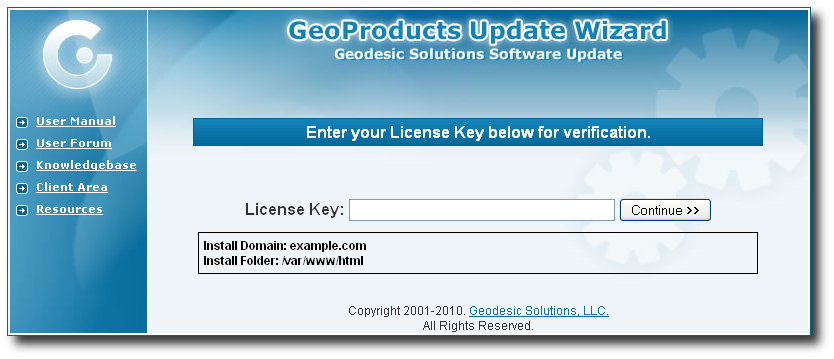 GeoProducts Update Wizard
Geodesic Solutions Software Update
User Manual
User Forum
Knowledgebase
Client Area
Resources
Enter your License Key below for verification.
License Key: Continue >>
Install Domain: example.com
Install Folder: /var/www/html
Copyright 2001-2010. Geodesic Solutions, LLC.
All Rights Reserved.